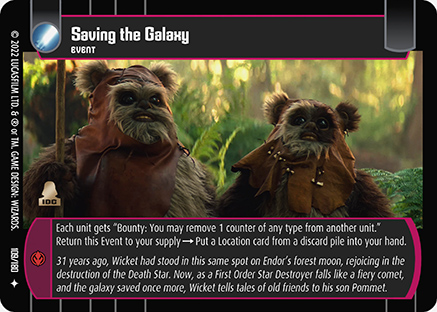 Saving the Galaxy
EVENT
100
Each unit gets "Bounty: You may remove 1 counter of any type from another unit."
Return this Event to your supply → Put a Location card from a discard pile into your hand.
31 years ago, Wicket had stood in this same spot on Endor's forest moon, rejoicing in the
destruction of the Death Star. Now, as a First Order Star Destroyer falls like a fiery comet,
and the galaxy saved once more, Wicket tells tales of old friends to his son Pommet.
©2022 LUCASFILM LTD. & ® or TM. GAME DESIGN: WIZARDS.
109/180 ✦